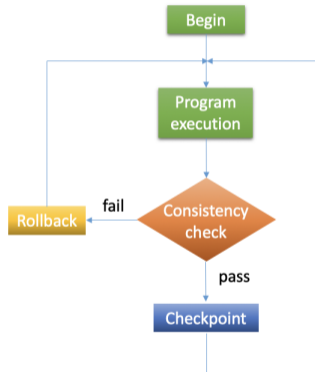 Begin
Program
execution
Consistency
check
fail
Rollback
pass
Checkpoint